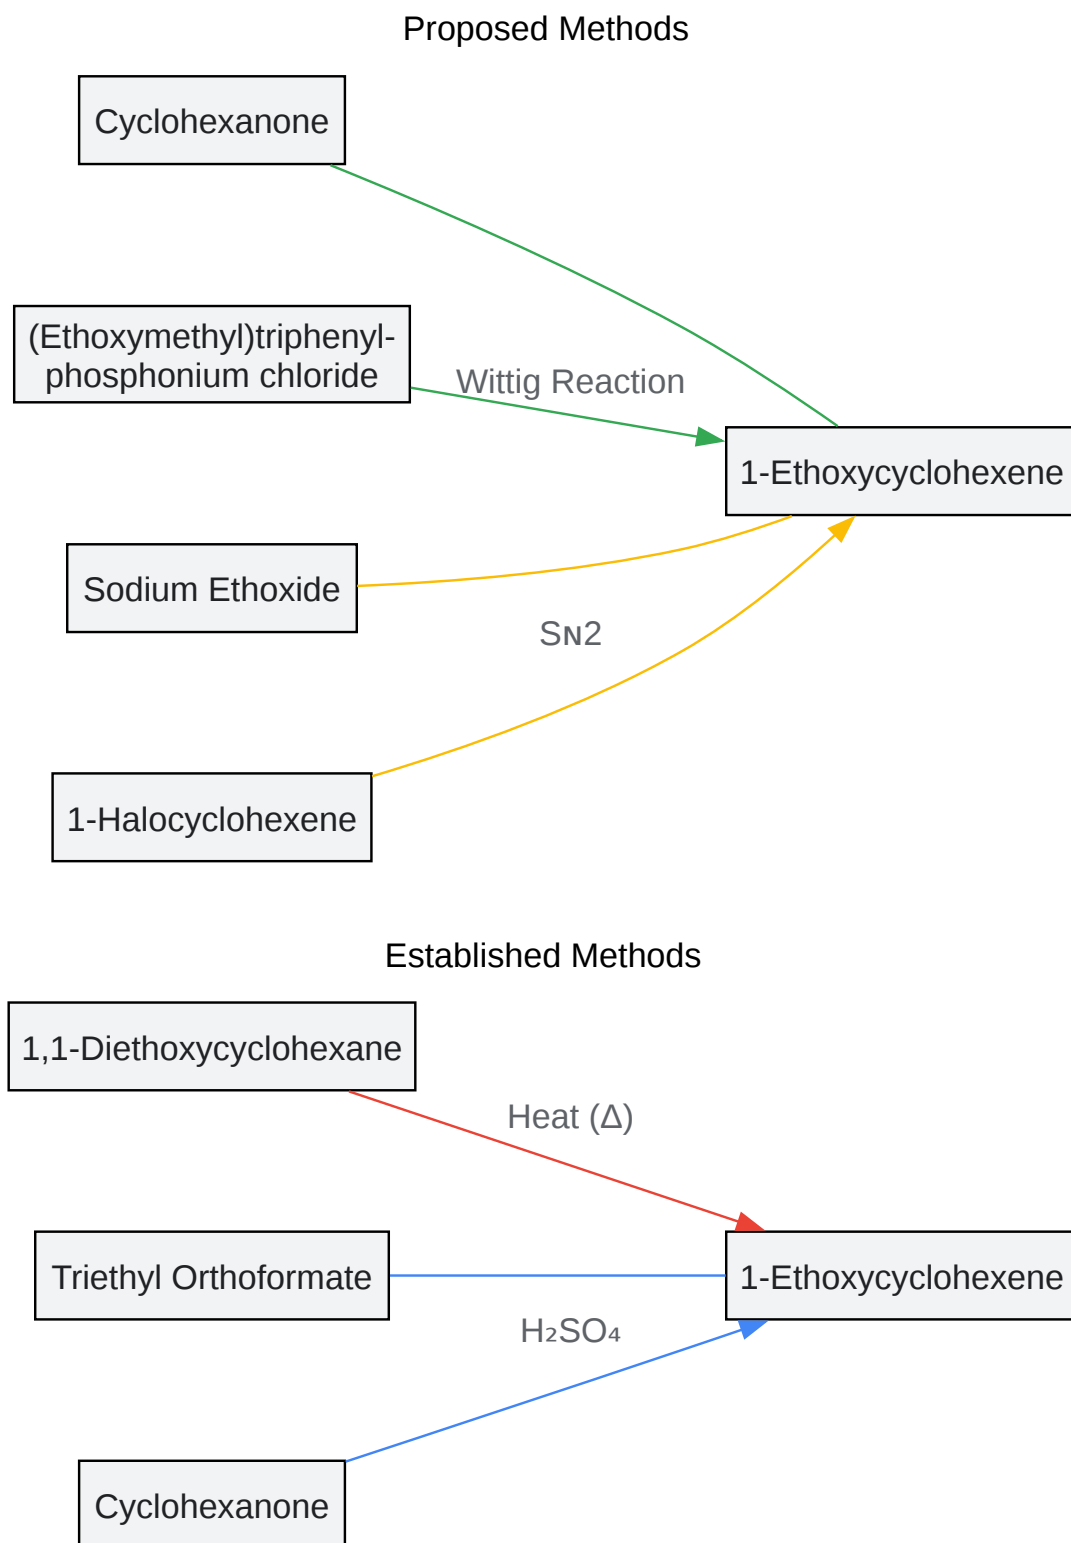 Proposed Methods
Cyclohexanone
(Ethoxymethyl)triphenyl-
phosphonium chloride
Wittig Reaction
1-Ethoxycyclohexene
Sodium Ethoxide
Sɴ2
1-Halocyclohexene
Established Methods
1,1-Diethoxycyclohexane
Heat (Δ)
Triethyl Orthoformate
1-Ethoxycyclohexene
H₂SO₄
Cyclohexanone